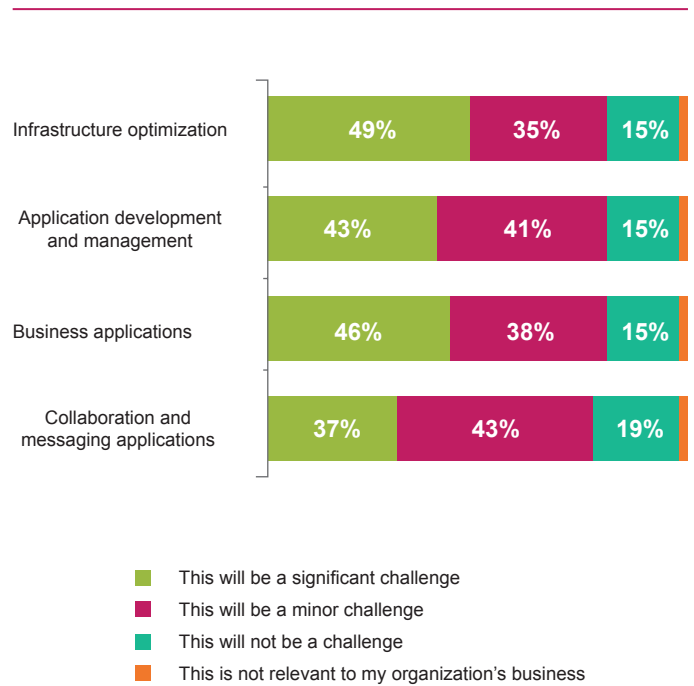 Infrastructure optimization
49% 35% 15%
Application development
and management
43% 41% 15%
Business applications
46% 38% 15%
Collaboration and
messaging applications
37% 43% 19%
This will be a significant challenge
This will be a minor challenge
This will not be a challenge
This is not relevant to my organization’s business